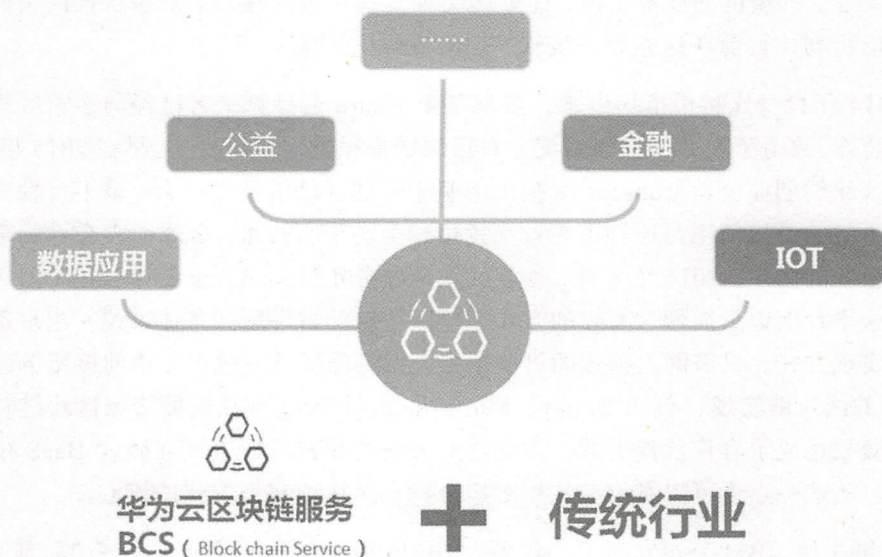 ……
公益
金融
数据应用
IOT
华为云区块链服务
BCS ( Block chain Service )
+
传统行业